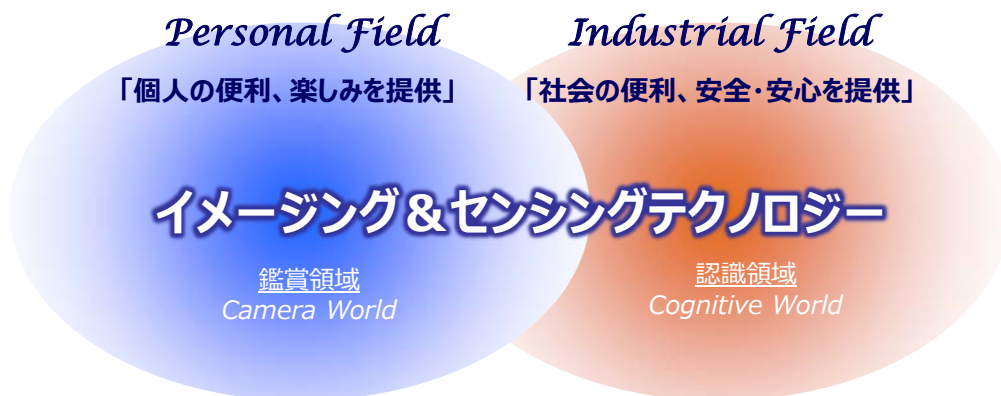 Personal Field
Industrial Field
「個人の便利、楽しみを提供」
「社会の便利、安全・安心を提供」
イメージング＆センシングテクノロジー
鑑賞領域
Camera World
認識領域
Cognitive World